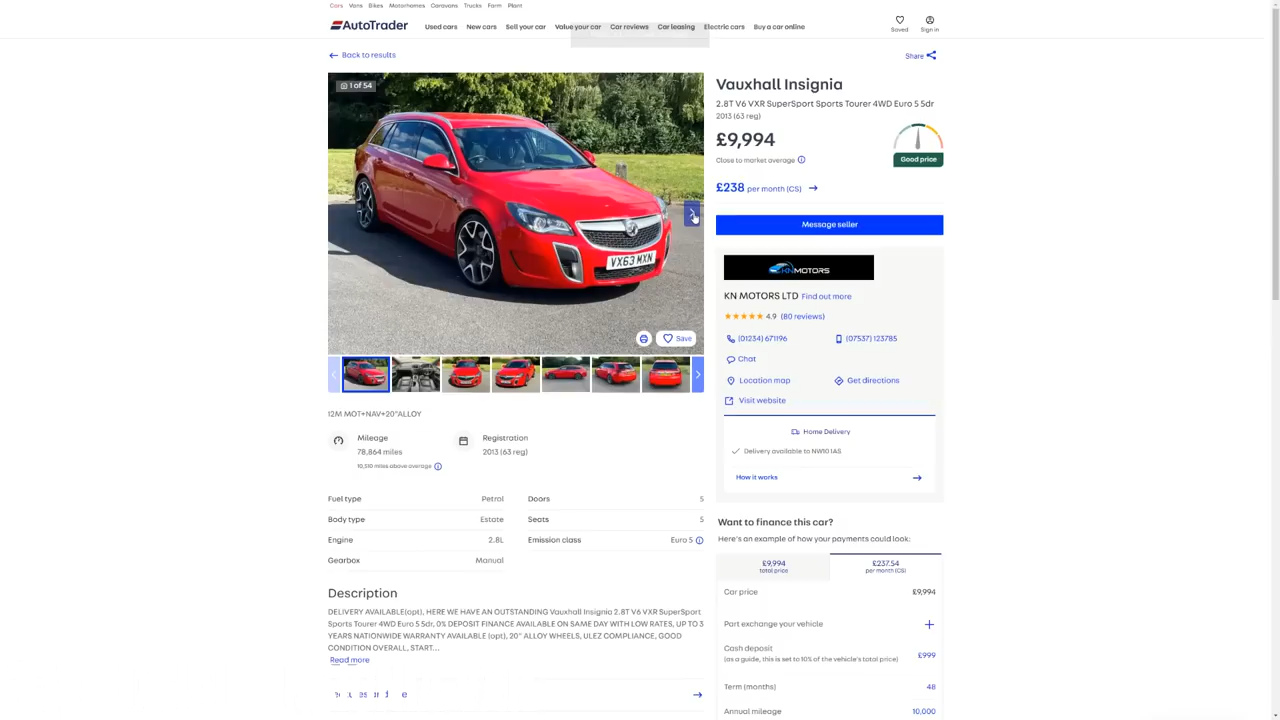 Cars Vans Bikes Motorhomes Caravans Trucks Farm Plant
AutoTrader Used cars New cars Sell your car Value your car Car reviews Car leasing Electric cars Buy a car online Saved Sign in
Back to results
Share
1 of 54
VX63 MXN
Save
Vauxhall Insignia
2.8T V6 VXR SuperSport Sports Tourer 4WD Euro 5 5dr
2013 (63 reg)
£9,994
Close to market average
Good price
£238 per month (CS)
Message seller
KN MOTORS
KN MOTORS LTD Find out more
4.9 (80 reviews)
(01234) 671196 (07537) 123785
Chat
Location map Get directions
Visit website
Home Delivery
Delivery available to NW10 1AS
How it works
12M MOT+NAV+20"ALLOY
Mileage
78,864 miles
10,510 miles above average
Registration
2013 (63 reg)
Fuel type Petrol
Doors 5
Body type Estate
Seats 5
Engine 2.8L
Emission class Euro 5
Gearbox Manual
Description
DELIVERY AVAILABLE(opt), HERE WE HAVE AN OUTSTANDING Vauxhall Insignia 2.8T V6 VXR SuperSport
Sports Tourer 4WD Euro 5 5dr, 0% DEPOSIT FINANCE AVAILABLE ON SAME DAY WITH LOW RATES, UP TO 3
YEARS NATIONWIDE WARRANTY AVAILABLE (opt), 20" ALLOY WHEELS, ULEZ COMPLIANCE, GOOD
CONDITION OVERALL, START...
Read more
Want to finance this car?
Here's an example of how your payments could look:
£9,994
total price
£237.54
per month (CS)
Car price £9,994
Part exchange your vehicle +
Cash deposit
(as a guide, this is set to 10% of the vehicle's total price) £999
Term (months) 48
Annual mileage 10,000